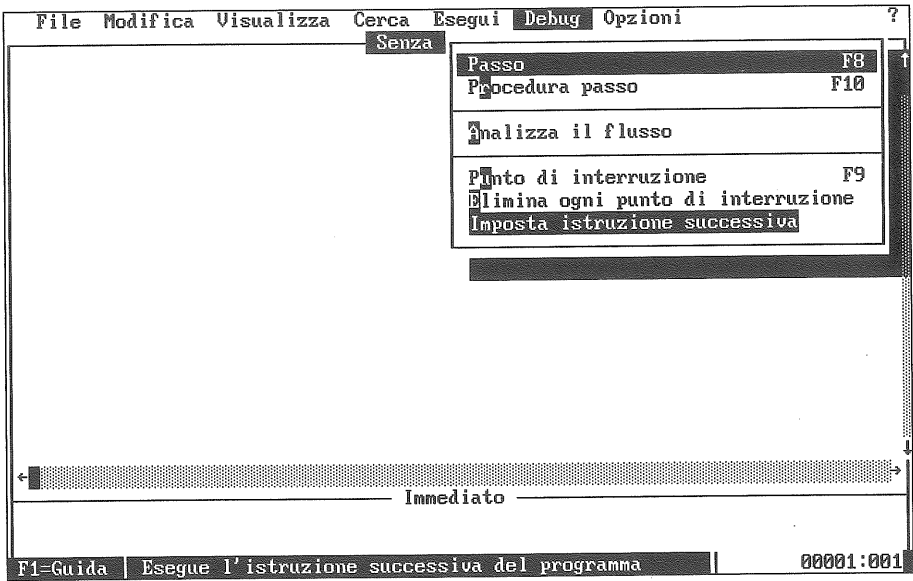 File Modifica Visualizza Cerca Esegui Debug Opzioni ?
Senza
Passo F8
Procedura passo F10
Analizza il flusso
Punto di interruzione F9
Elimina ogni punto di interruzione
Imposta istruzione successiva
Immediato
F1=Guida Esegue l'istruzione successiva del programma 00001:001